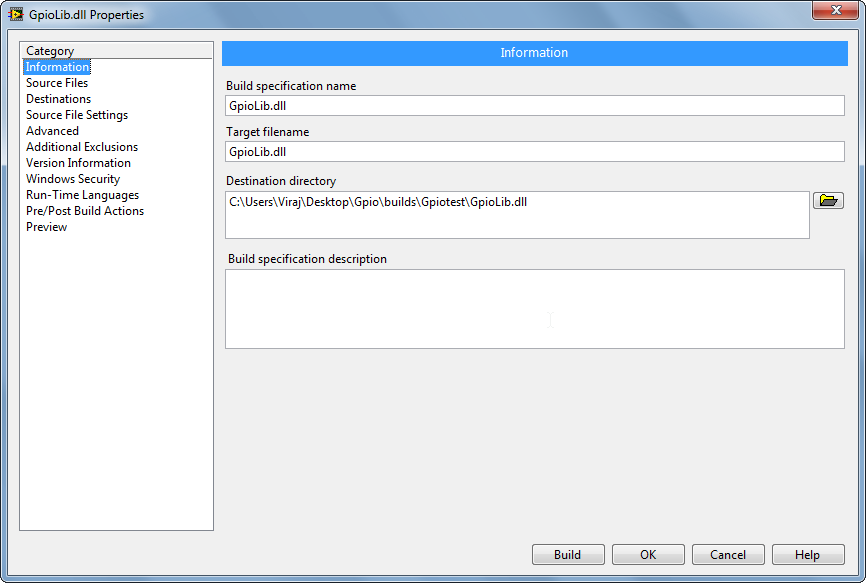 GpioLib.dll Properties
Category
Information
Source Files
Destinations
Source File Settings
Advanced
Additional Exclusions
Version Information
Windows Security
Run-Time Languages
Pre/Post Build Actions
Preview
Information
Build specification name
GpioLib.dll
Target filename
GpioLib.dll
Destination directory
C:\Users\Viraj\Desktop\Gpio\builds\Gpiotest\GpioLib.dll
Build specification description
Build
OK
Cancel
Help